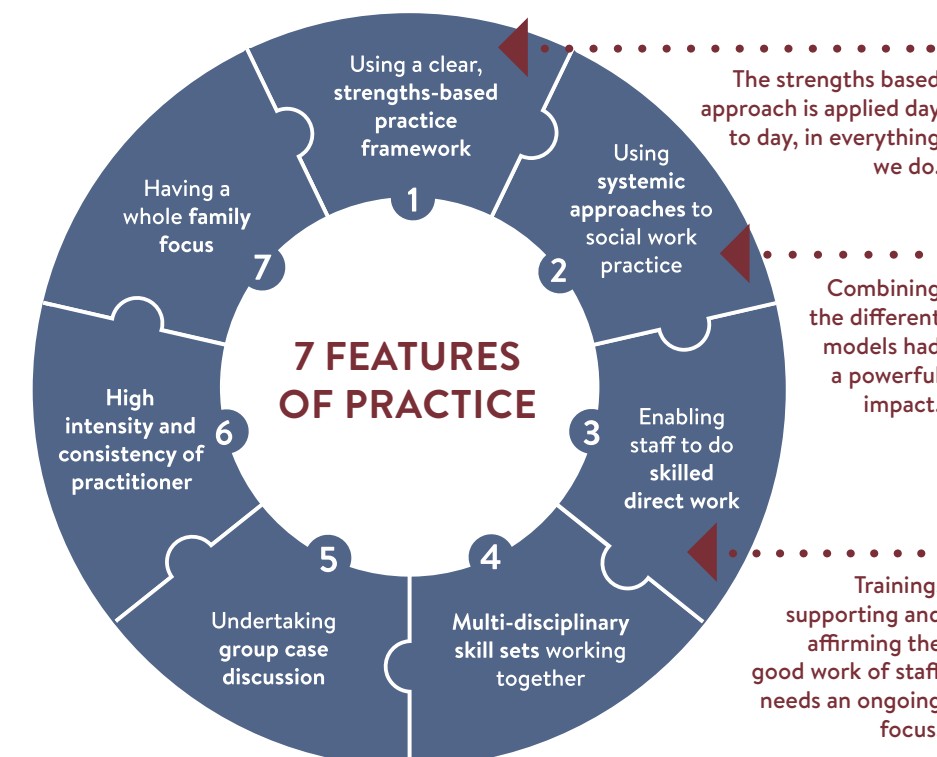 7 FEATURES
OF PRACTICE
Using a clear,
strengths-based
practice
framework
1
Using
systemic
approaches to
social work
practice
2
Enabling
staff to do
skilled
direct work
3
Multi-disciplinary
skill sets working
together
4
Undertaking
group case
discussion
5
High
intensity and
consistency of
practitioner
6
Having a
whole family
focus
7
The strengths based
approach is applied day
to day, in everything
we do.
Combining
the different
models had
a powerful
impact.
Training
supporting and
affirming the
good work of staff
needs an ongoing
focus